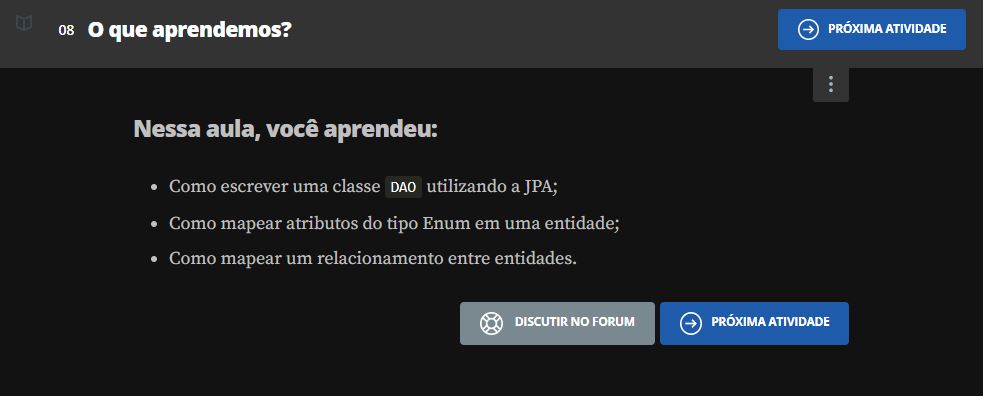 08 O que aprendemos?
PRÓXIMA ATIVIDADE
Nessa aula, você aprendeu:
Como escrever uma classe DAO utilizando a JPA;
Como mapear atributos do tipo Enum em uma entidade;
Como mapear um relacionamento entre entidades.
DISCUTIR NO FORUM
PRÓXIMA ATIVIDADE